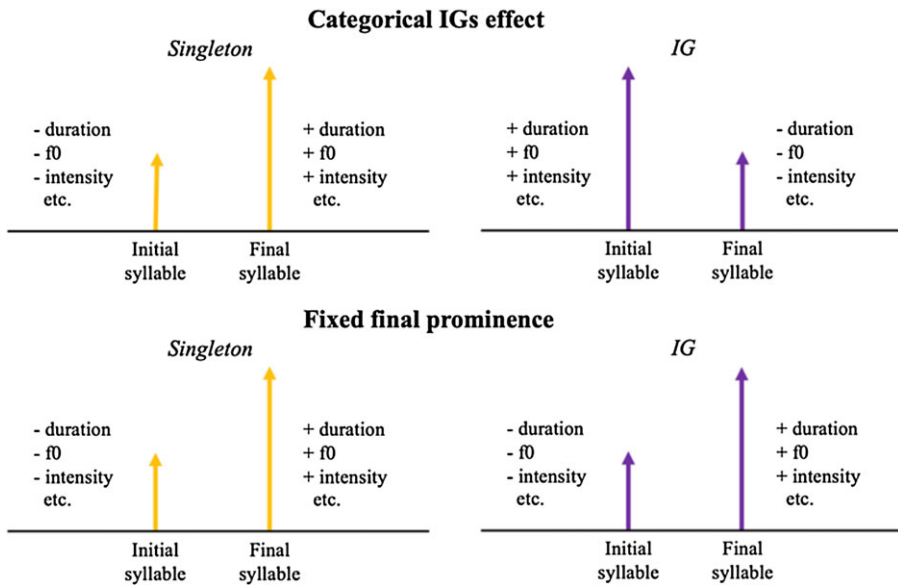 Categorical IGs effect
Singleton
- duration
- f0
- intensity
etc.
+ duration
+ f0
+ intensity
etc.
Initial
syllable
Final
syllable
IG
+ duration
+ f0
+ intensity
etc.
- duration
- f0
- intensity
etc.
Initial
syllable
Final
syllable
Fixed final prominence
Singleton
- duration
- f0
- intensity
etc.
+ duration
+ f0
+ intensity
etc.
Initial
syllable
Final
syllable
IG
- duration
- f0
- intensity
etc.
+ duration
+ f0
+ intensity
etc.
Initial
syllable
Final
syllable